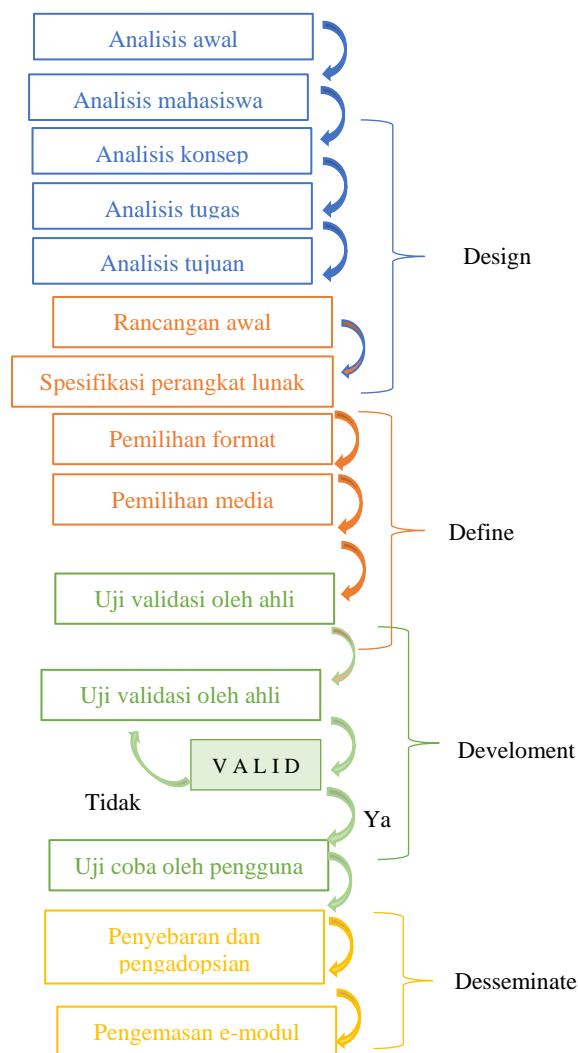 Analisis awal
Analisis mahasiswa
Analisis konsep
Analisis tugas
Analisis tujuan
Design
Rancangan awal
Spesifikasi perangkat lunak
Pemilihan format
Pemilihan media
Define
Uji validasi oleh ahli
Uji validasi oleh ahli
VALID
Develoment
Tidak
Ya
Uji coba oleh pengguna
Penyebaran dan
pengadopsian
Desseminate
Pengemasan e-modul